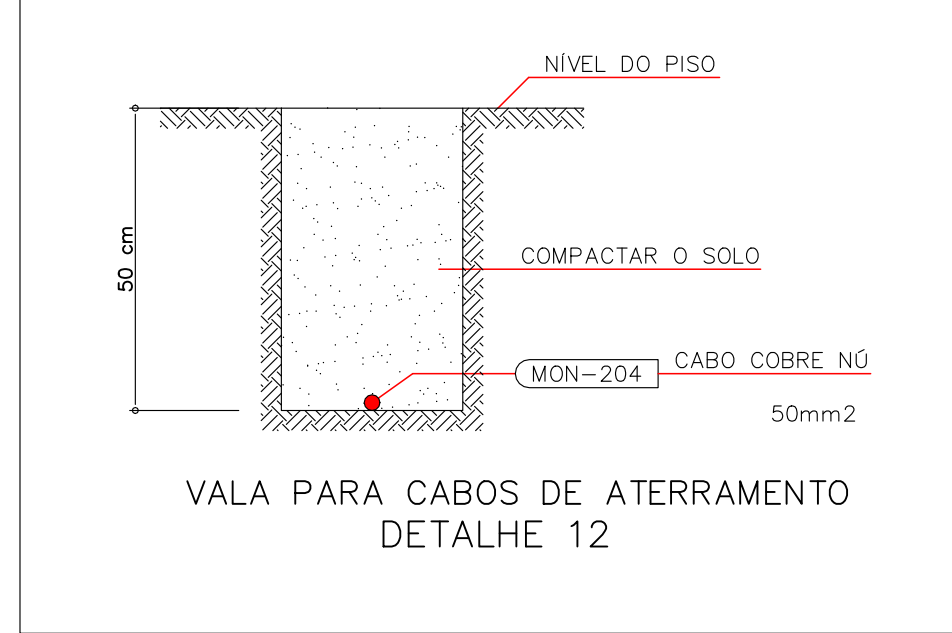 NÍVEL DO PISO
50 cm
COMPACTAR O SOLO
MON-204 CABO COBRE NÚ
50mm2
VALA PARA CABOS DE ATERRAMENTO
DETALHE 12